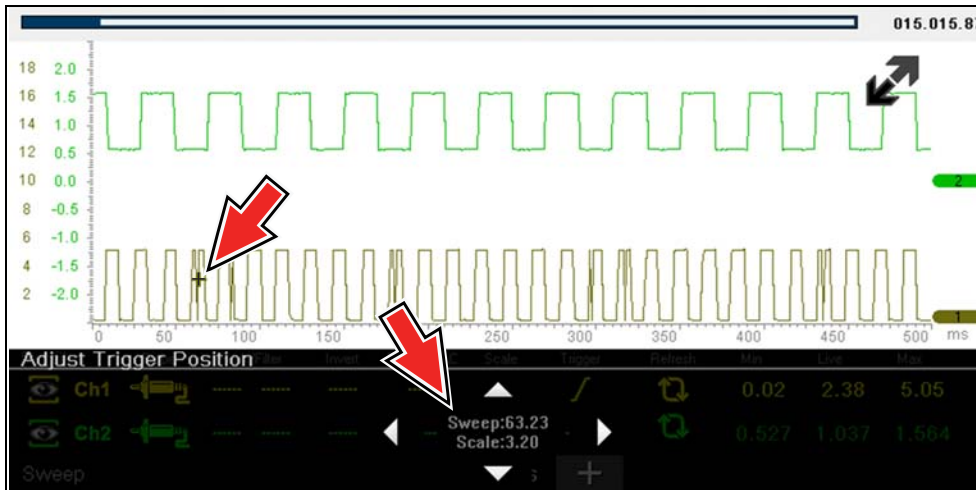 015.015.87
18 2.0
16 1.5
14 1.0
12 0.5
10 0.0 2
8 -0.5
6 -1.0
4 -1.5
2 -2.0
1
0 50 100 150 250 300 350 400 450 500 ms
Adjust Trigger Position Filter Invert Scale Trigger Refresh Min Live Max
Ch1 ------ ------ 0.02 2.38 5.05
Sweep:63.23
Ch2 ------ ------ 0.527 1.037 1.564
Scale:3.20
Sweep s +